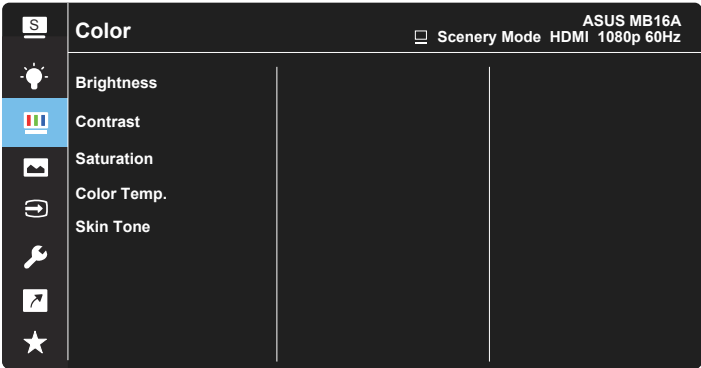 S
Color
ASUS MB16A
Scenery Mode HDMI 1080p 60Hz
Brightness
Contrast
Saturation
Color Temp.
Skin Tone